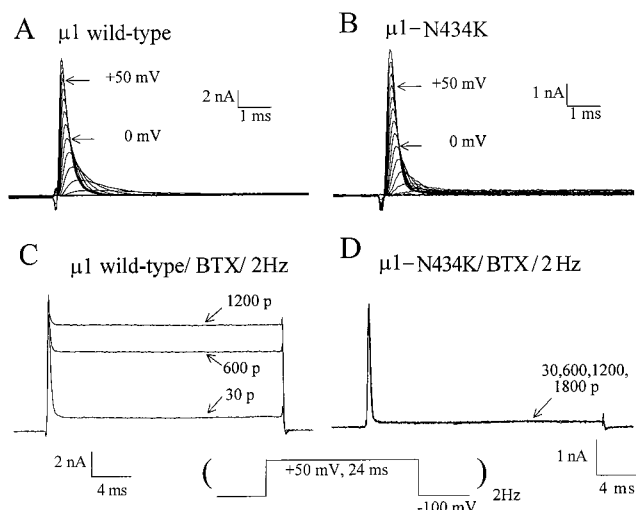 A μ1 wild-type
+50 mV
0 mV
2 nA
1 ms
B μ1-N434K
+50 mV
0 mV
1 nA
1 ms
C μ1 wild-type/ BTX/ 2Hz
1200 p
600 p
30 p
2 nA
4 ms
D μ1-N434K/ BTX / 2 Hz
30,600,1200,
1800 p
1 nA
4 ms
( +50 mV, 24 ms ) 2Hz
-100 mV